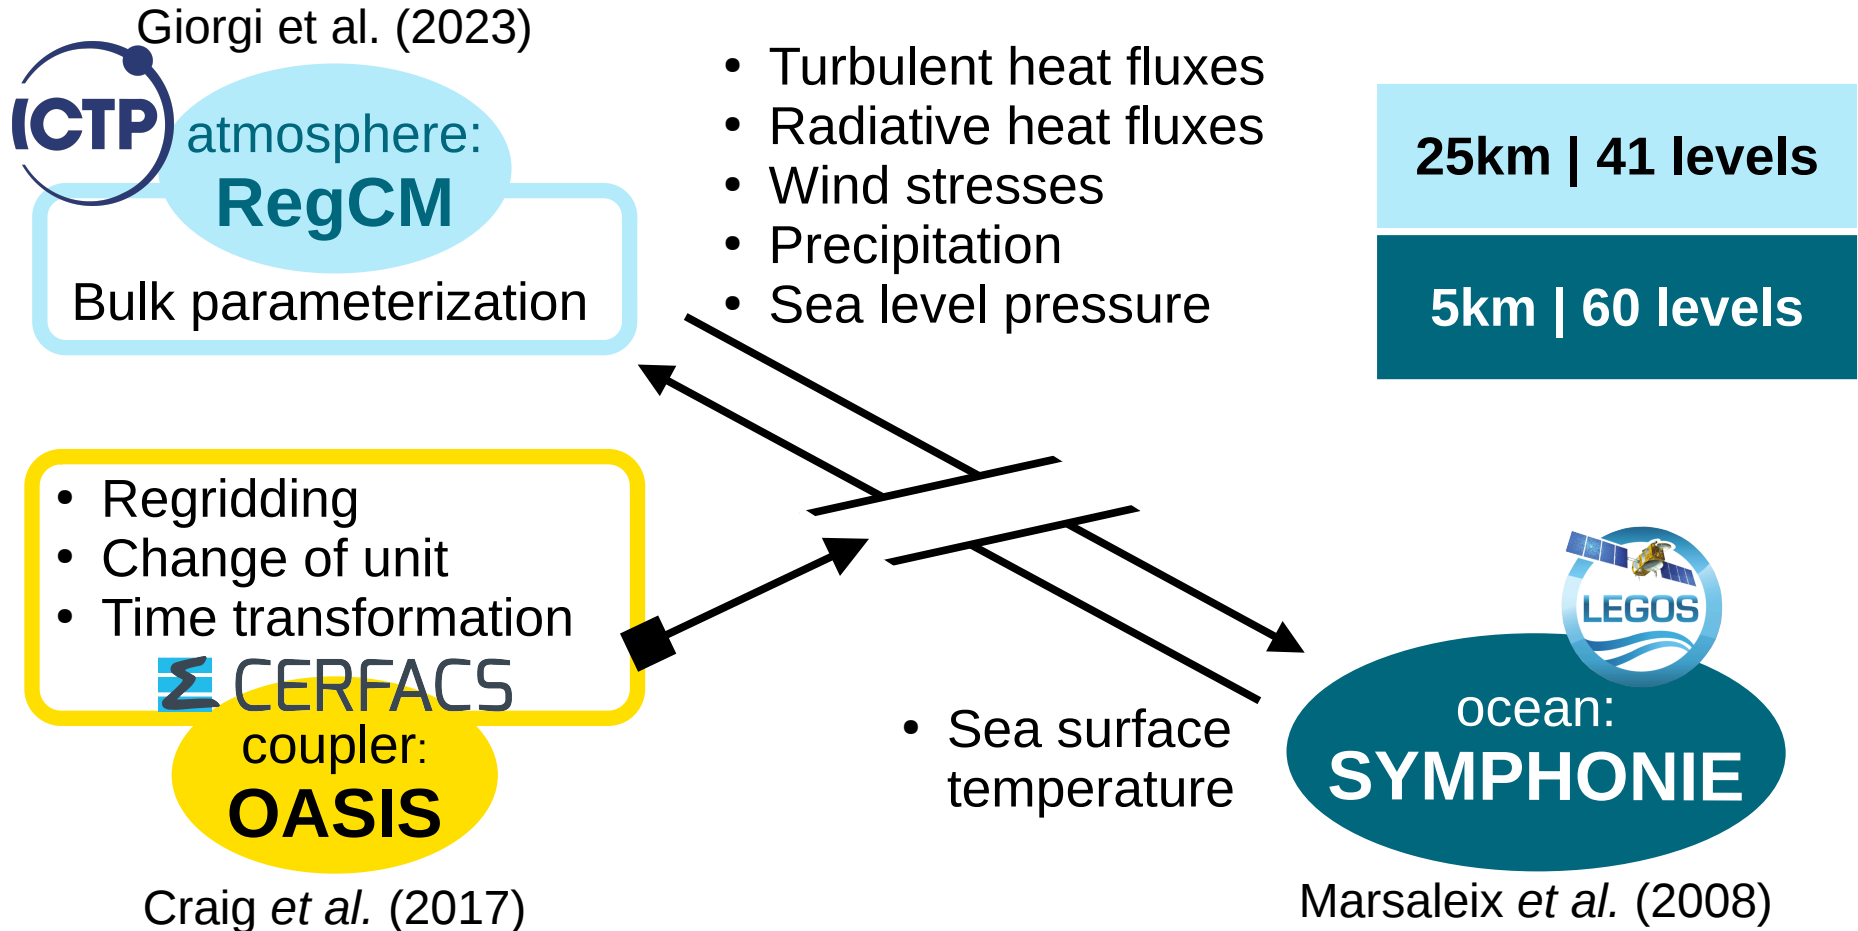 Giorgi et al. (2023)
ICTP
atmosphere:
RegCM
Bulk parameterization
• Turbulent heat fluxes
• Radiative heat fluxes
• Wind stresses
• Precipitation
• Sea level pressure
25km | 41 levels
5km | 60 levels
• Regridding
• Change of unit
• Time transformation
CERFACS
coupler:
OASIS
Craig et al. (2017)
• Sea surface
temperature
LEGOS
ocean:
SYMPHONIE
Marsaleix et al. (2008)